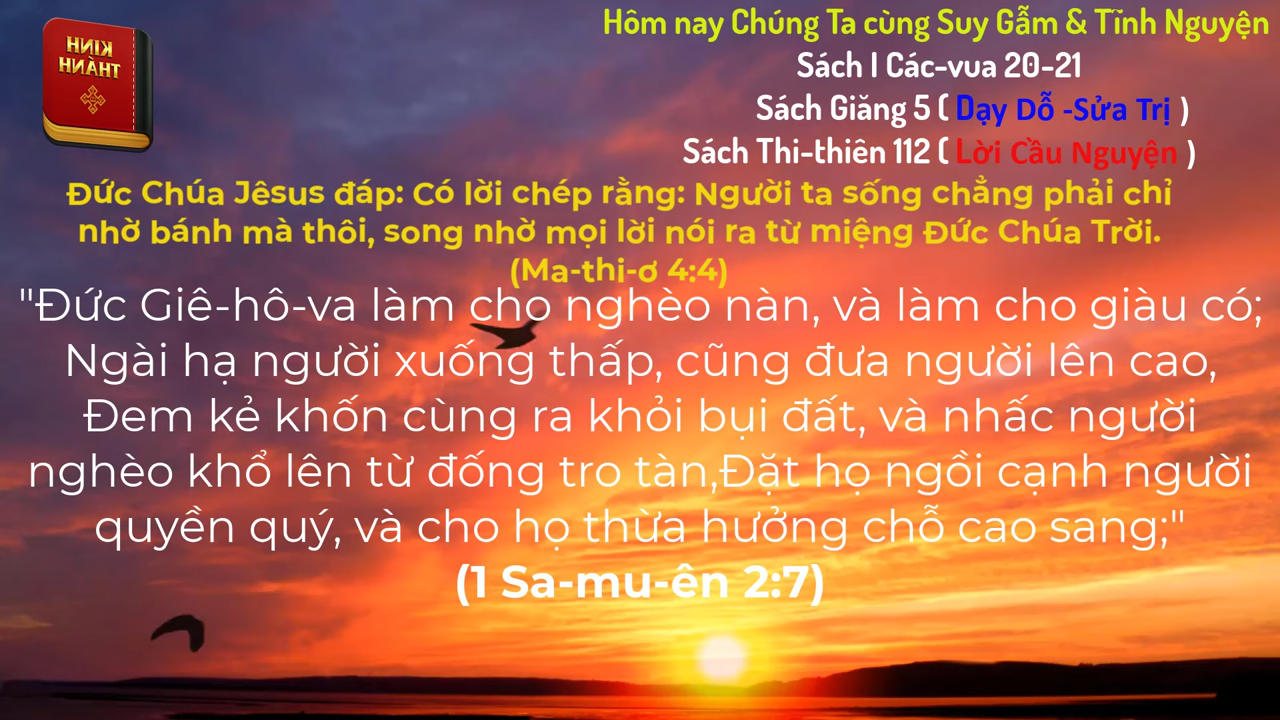 KINH
THÁNH
Hôm nay Chúng Ta cùng Suy Gẫm & Tĩnh Nguyện
Sách I Các-vua 20-21
Sách Giăng 5 ( Dạy Dỗ -Sửa Trị )
Sách Thi-thiên 112 ( Lời Cầu Nguyện )
Đức Chúa Jêsus đáp: Có lời chép rằng: Người ta sống chẳng phải chỉ
nhờ bánh mà thôi, song nhờ mọi lời nói ra từ miệng Đức Chúa Trời.
(Ma-thi-ơ 4:4)
"Đức Giê-hô-va làm cho nghèo nàn, và làm cho giàu có;
Ngài hạ người xuống thấp, cũng đưa người lên cao,
Đem kẻ khốn cùng ra khỏi bụi đất, và nhấc người
nghèo khổ lên từ đống tro tàn,Đặt họ ngồi cạnh người
quyền quý, và cho họ thừa hưởng chỗ cao sang;"
(1 Sa-mu-ên 2:7)